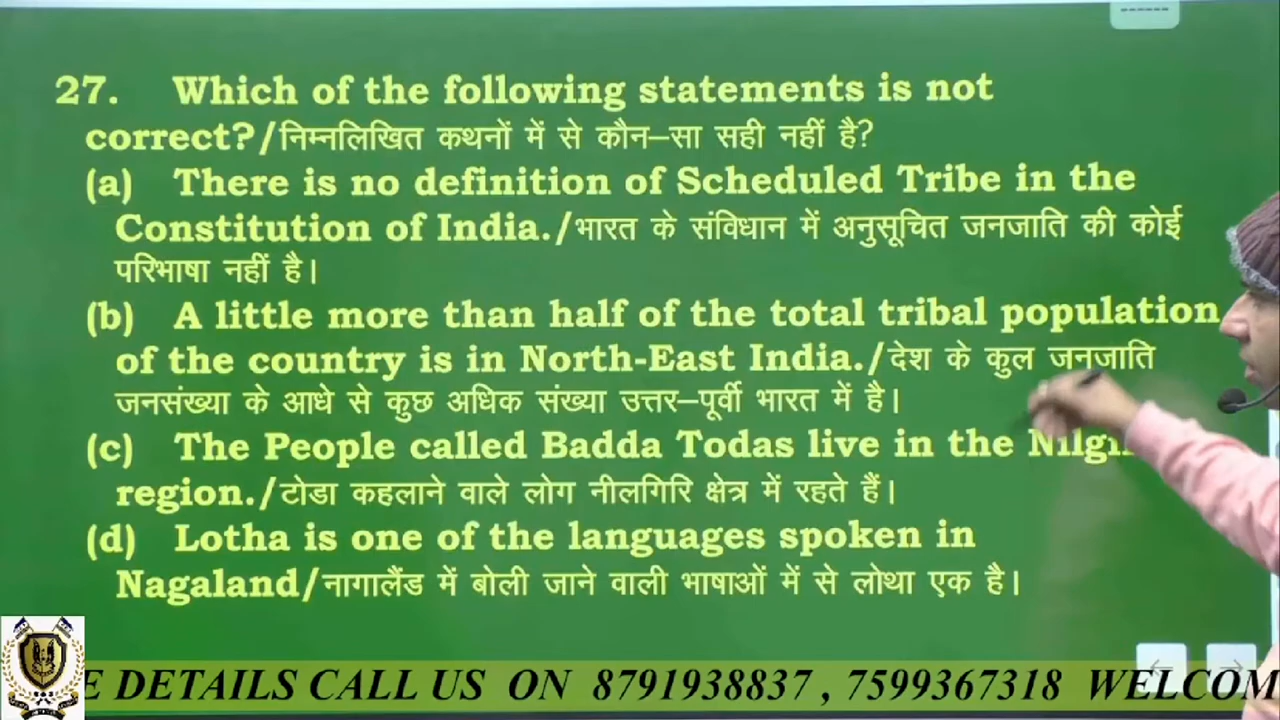 ------
27. Which of the following statements is not
correct?/निम्नलिखित कथनों में से कौन–सा सही नहीं है?
(a) There is no definition of Scheduled Tribe in the
Constitution of India./भारत के संविधान में अनुसूचित जनजाति की कोई
परिभाषा नहीं है।
(b) A little more than half of the total tribal population
of the country is in North-East India./देश के कुल जनजाति
जनसंख्या के आधे से कुछ अधिक संख्या उत्तर–पूर्वी भारत में है।
(c) The People called Badda Todas live in the
region./टोडा कहलाने वाले लोग नीलगिरि क्षेत्र में रहते हैं।
(d) Lotha is one of the languages spoken in
Nagaland/नागालैंड में बोली जाने वाली भाषाओं में से लोथा एक है।
E DETAILS CALL US ON 8791938837 , 7599367318 WELCOM